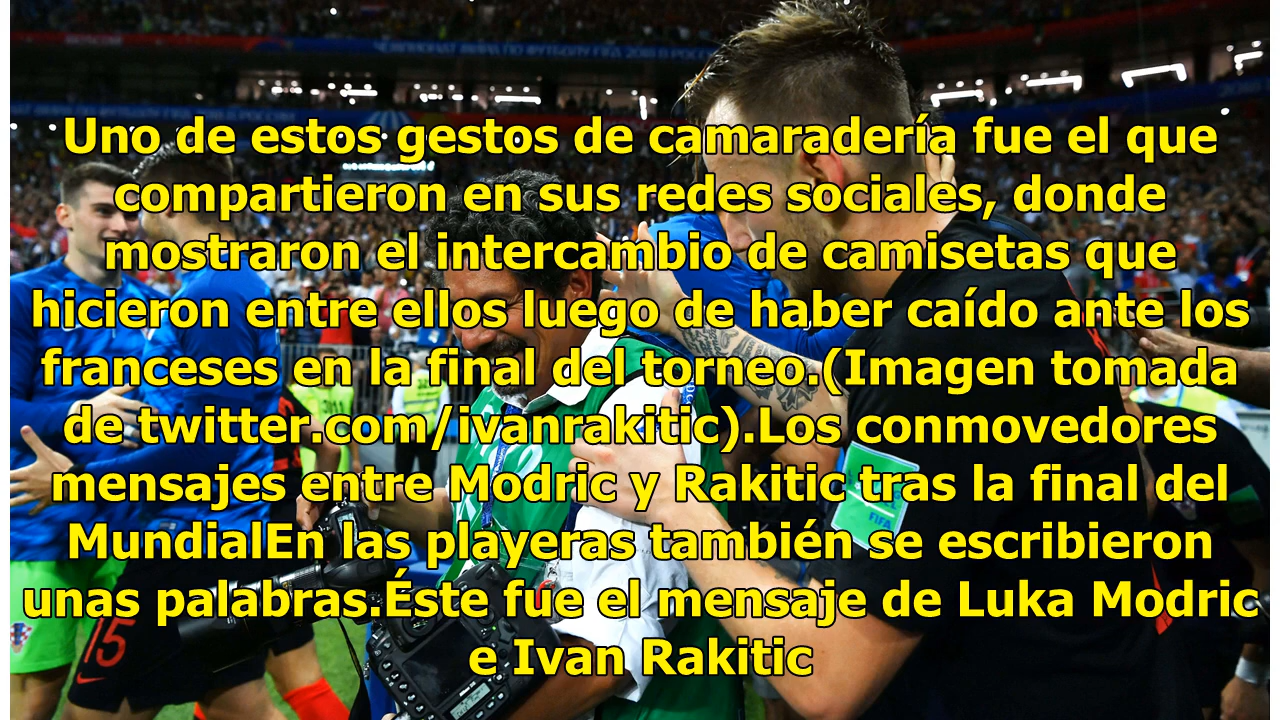 Uno de estos gestos de camaradería fue el que
compartieron en sus redes sociales, donde
mostraron el intercambio de camisetas que
hicieron entre ellos luego de haber caído ante los
franceses en la final del torneo.(Imagen tomada
de twitter.com/ivanrakitic).Los conmovedores
mensajes entre Modric y Rakitic tras la final del
MundialEn las playeras también se escribieron
unas palabras.Éste fue el mensaje de Luka Modric
e Ivan Rakitic
15
FIFA